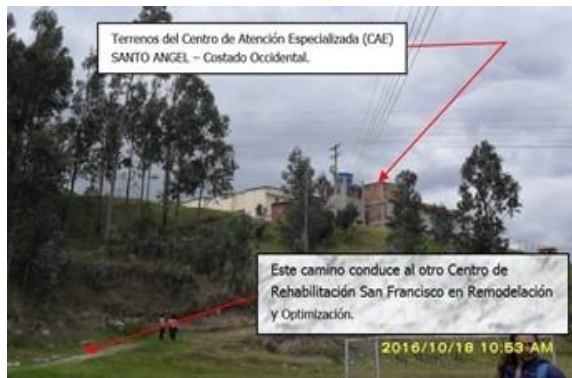 Terrenos del Centro de Atención Especializada (CAE)
SANTO ANGEL – Costado Occidental.
Este camino conduce al otro Centro de
Rehabilitación San Francisco en Remodelación
y Optimización.
2016/10/18 10:53 AM